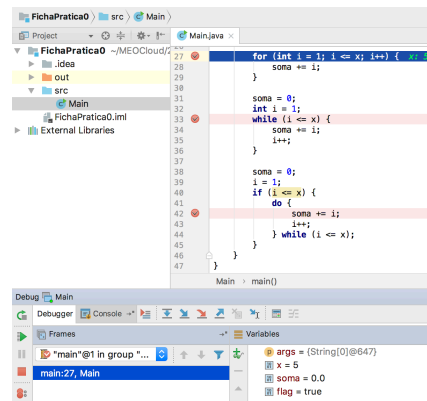 FichaPratica0 src Main
Project Main.java
FichaPratica0 ~/MEOCloud/2
.idea
out
src
Main
FichaPratica0.iml
External Libraries
27 for (int i = 1; i <= x; i++) { x: 5
28 soma += i;
29 }
30
31 soma = 0;
32 int i = 1;
33 while (i <= x) {
34 soma += i;
35 i++;
36 }
37
38 soma = 0;
39 i = 1;
40 if (i <= x) {
41 do {
42 soma += i;
43 i++;
44 } while (i <= x);
45 }
46 }
47 }
Main main()
Debug Main
Debugger Console
Frames Variables
"main"@1 in group "...
main:27, Main
args = {String[0]@647}
x = 5
soma = 0.0
flag = true